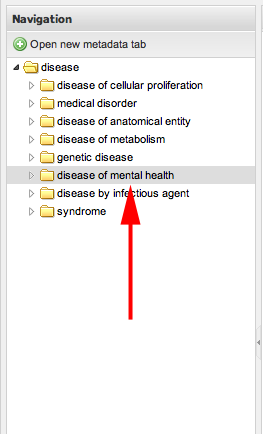 Navigation
Open new metadata tab
disease
disease of cellular proliferation
medical disorder
disease of anatomical entity
disease of metabolism
genetic disease
disease of mental health
disease by infectious agent
syndrome